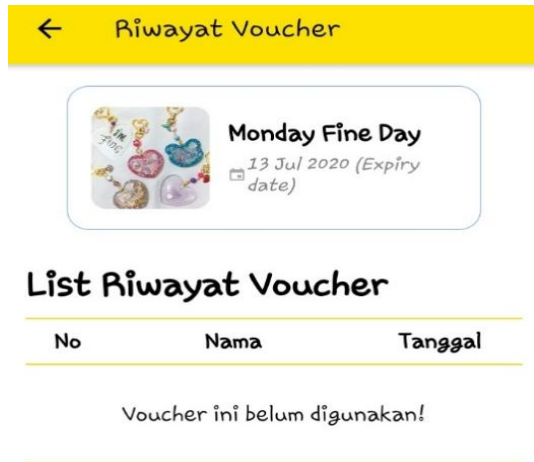 Riwayat Voucher
Monday Fine Day
13 Jul 2020 (Expiry
date)
List Riwayat Voucher
No Nama Tanggal
Voucher ini belum digunakan!